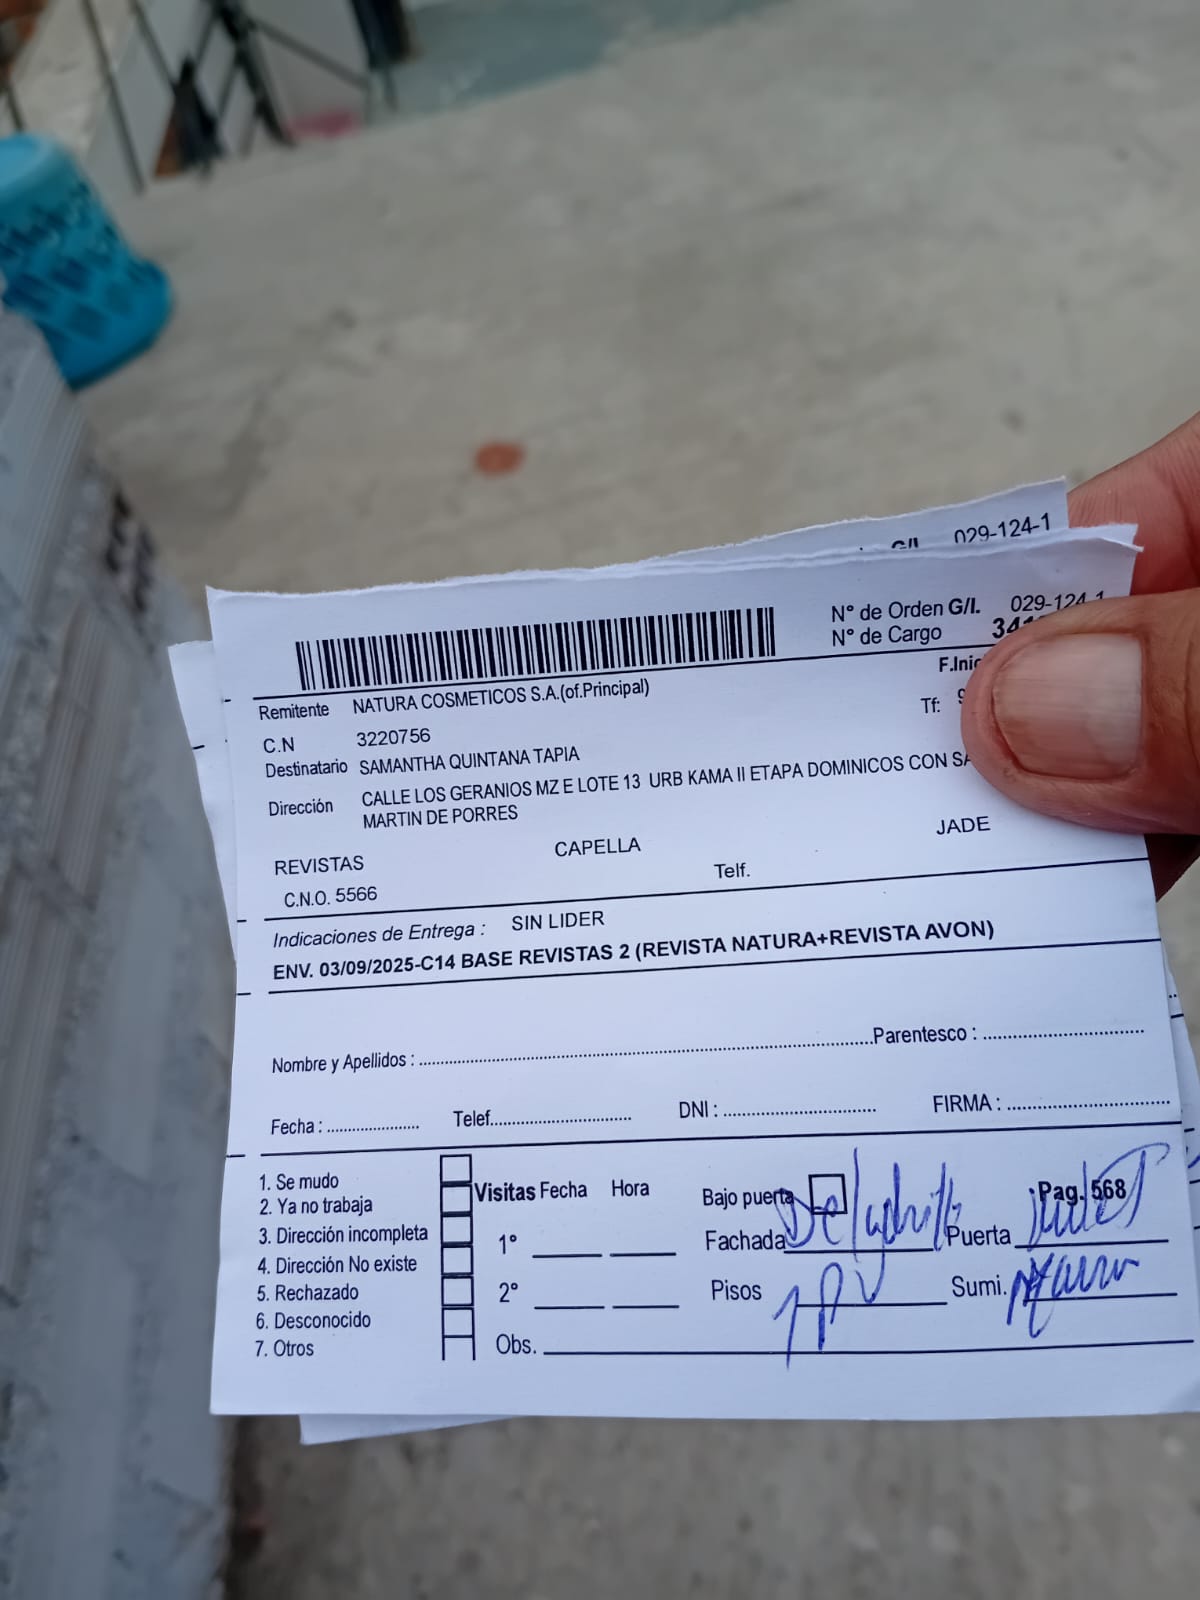 029-124-1
N° de Orden G/I. 029-124-1
N° de Cargo
Remitente NATURA COSMETICOS S.A.(of.Principal)
C.N 3220756 Tf:
Destinatario SAMANTHA QUINTANA TAPIA
Dirección CALLE LOS GERANIOS MZ E LOTE 13 URB KAMA II ETAPA DOMINICOS CON
MARTIN DE PORRES
REVISTAS CAPELLA JADE
C.N.O. 5566 Telf.
Indicaciones de Entrega : SIN LIDER
ENV. 03/09/2025-C14 BASE REVISTAS 2 (REVISTA NATURA+REVISTA AVON)
Nombre y Apellidos : Parentesco :
Fecha : Telef. DNI : FIRMA :
1. Se mudo
2. Ya no trabaja
3. Dirección incompleta
4. Dirección No existe
5. Rechazado
6. Desconocido
7. Otros
Visitas Fecha Hora
1°
2°
Obs.
Bajo puerta Pag. 568
Fachada Puerta
Pisos Sumi.